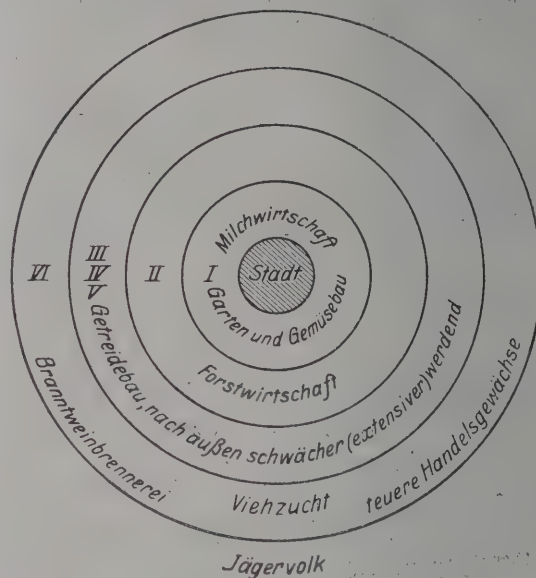 Milchwirtschaft
Stadt
Garten und Gemüsebau
I
II
III
IV
V
VI
Forstwirtschaft
Getreidebau, nach außen schwächer (extensiver) werdend
Branntweinbrennerei
Viehzucht
teuere Handelsgewächse
Jägervolk